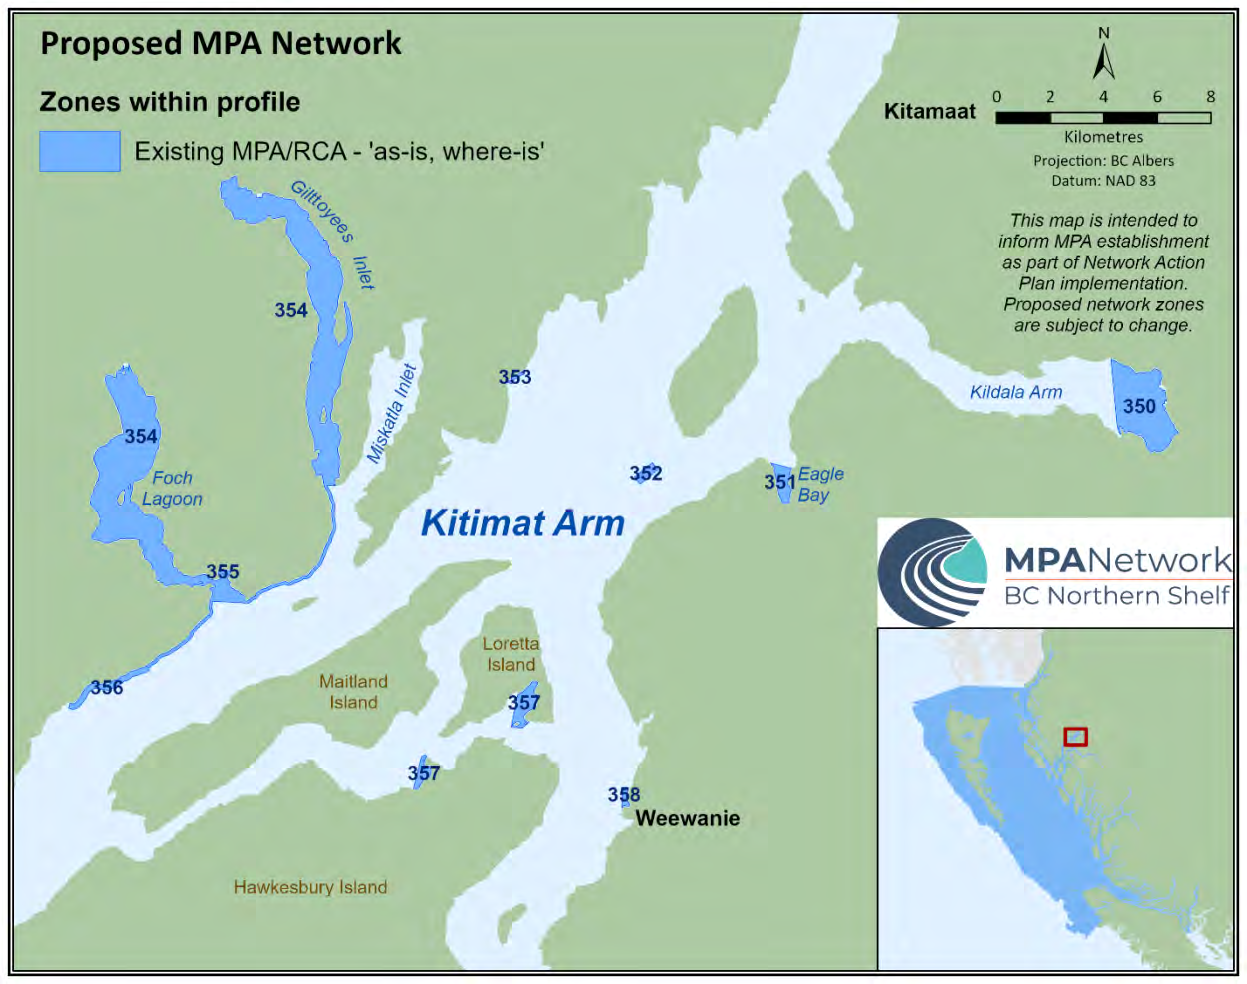 Proposed MPA Network
Zones within profile
Existing MPA/RCA - 'as-is, where-is'
N
Kitamaat
0 2 4 6 8
Kilometres
Projection: BC Albers
Datum: NAD 83
This map is intended to
inform MPA establishment
as part of Network Action
Plan implementation.
Proposed network zones
are subject to change.
Gilttoyees Inlet
354
Miskatla Inlet
353
Kildala Arm
350
354
Foch
Lagoon
352
351
Eagle
Bay
Kitimat Arm
355
MPANetwork
BC Northern Shelf
Loretta
Island
Maitland
Island
356
357
357
358
Weewanie
Hawkesbury Island